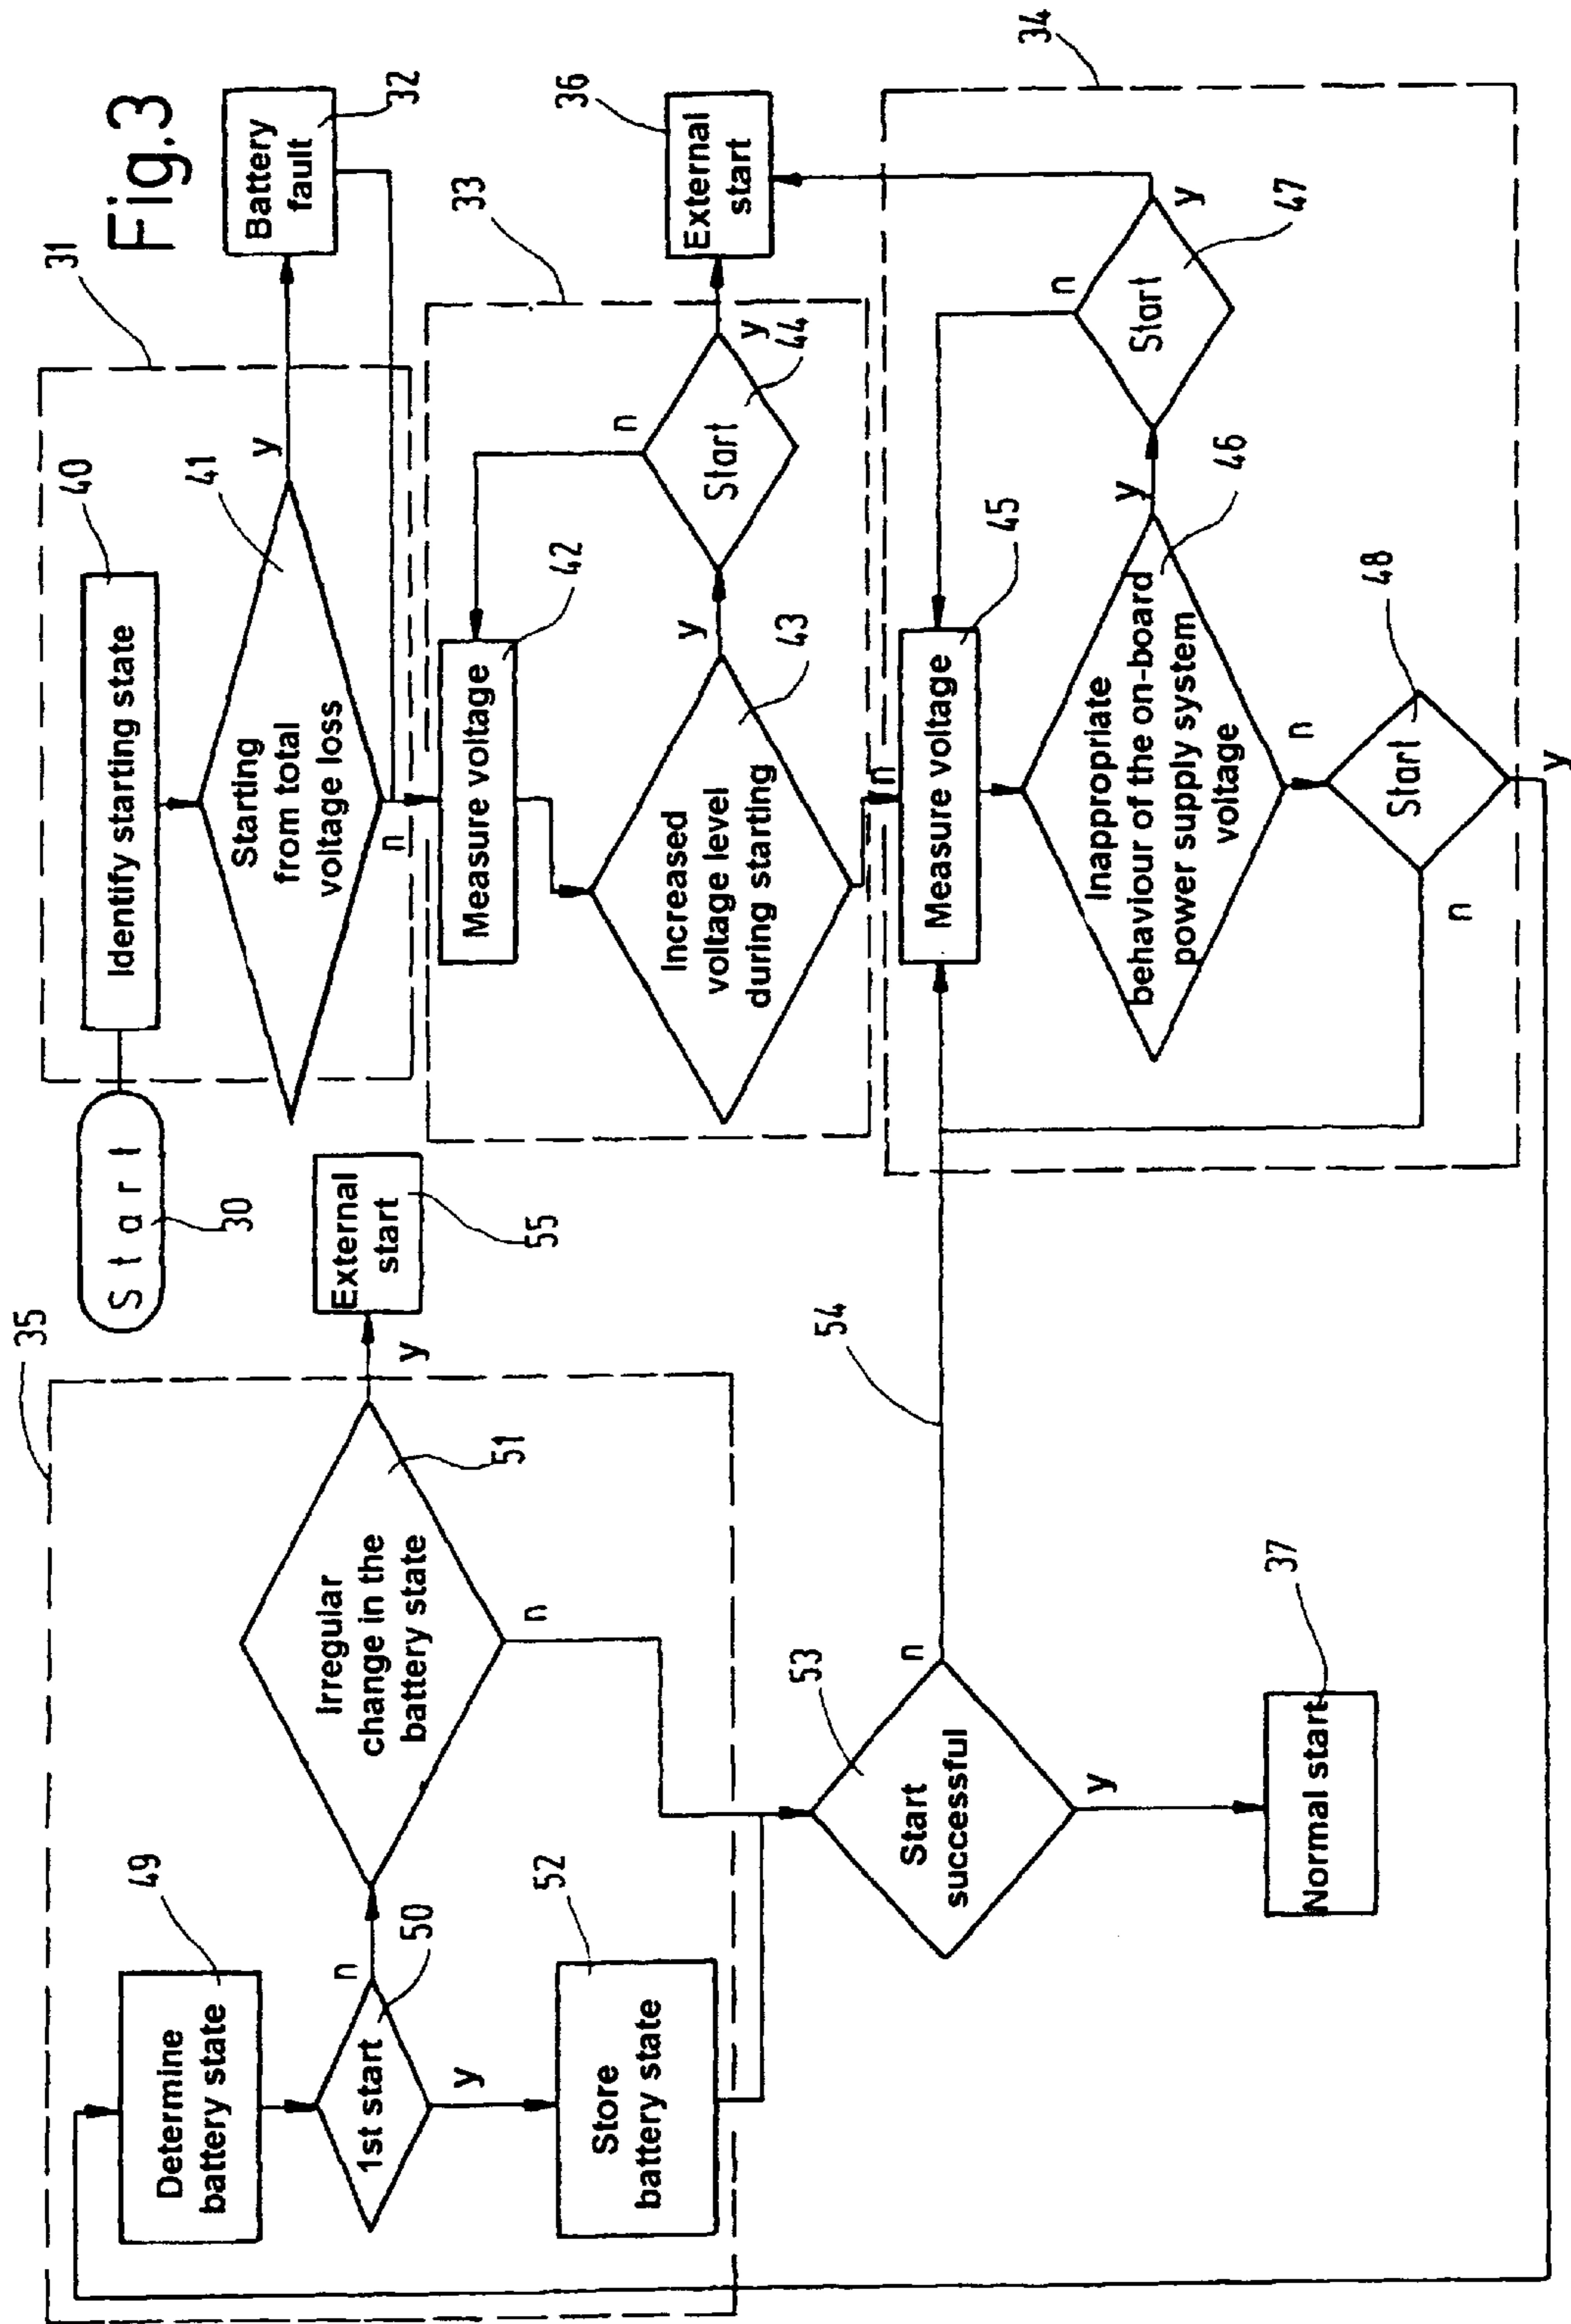 Fig.3
35
Determine
battery state
49
1st start
50
n
y
Store
battery state
52
Irregular
change in the
battery state
51
y
n
External
start
55
Start
successful
53
n
y
54
Normal start
37
Start
30
31
Identify starting state
40
Starting
from total
voltage loss
41
y
n
Battery
fault
32
33
Measure voltage
42
Increased
voltage level
during starting
43
y
n
Start
44
n
y
External
start
36
34
Measure voltage
45
Inappropriate
behaviour of the on-board
power supply system
voltage
46
y
n
Start
47
n
y
Start
48
n
y